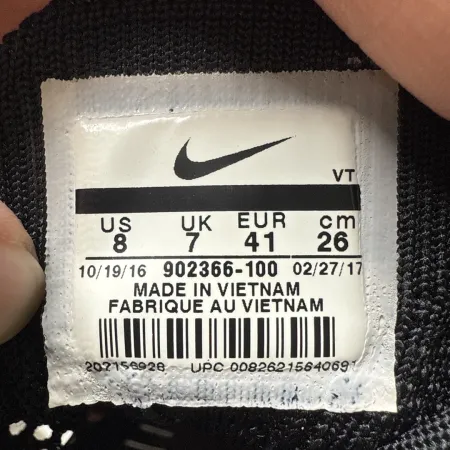 VT
US UK EUR cm
8 7 41 26
10/19/16 902366-100 02/27/17
MADE IN VIETNAM
FABRIQUE AU VIETNAM
UPC